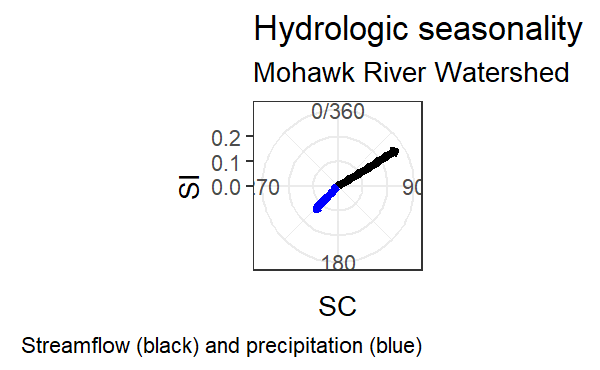 Hydrologic seasonality
Mohawk River Watershed
0/360
0.2
0.1
0.0
70
90
180
SI
SC
Streamflow (black) and precipitation (blue)